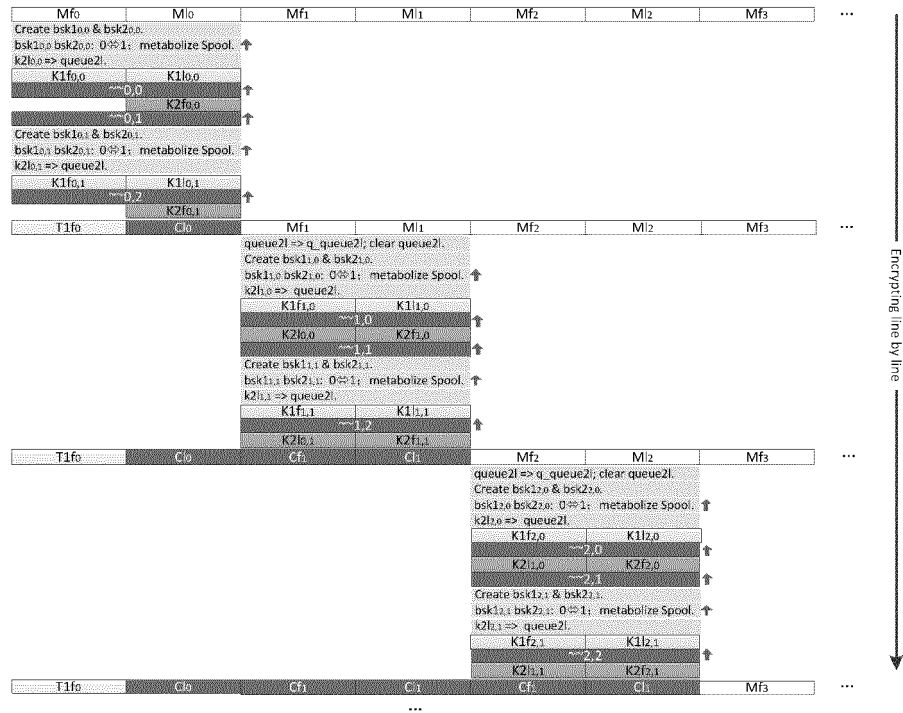 Mf0 Ml0 Mf1 Ml1 Mf2 Ml2 Mf3 ...
Create bsk10,0 & bsk20,0.
bsk10,0 bsk20,0: 0⇔1; metabolize Spool. ⇑
k2l0,0 => queue2l.
K1f0,0 K1l0,0
~~0,0 ⇑
K2f0,0
~~0,1 ⇑
Create bsk10,1 & bsk20,1.
bsk10,1 bsk20,1: 0⇔1; metabolize Spool. ⇑
k2l0,1 => queue2l.
K1f0,1 K1l0,1
~~0,2 ⇑
K2f0,1
T1f0 Cl0 Mf1 Ml1 Mf2 Ml2 Mf3 ...
queue2l => q_queue2l; clear queue2l.
Create bsk11,0 & bsk21,0.
bsk11,0 bsk21,0: 0⇔1; metabolize Spool. ⇑
k2l1,0 => queue2l.
K1f1,0 K1l1,0
~~1,0 ⇑
K2l0,0 K2f1,0
~~1,1 ⇑
Create bsk11,1 & bsk21,1.
bsk11,1 bsk21,1: 0⇔1; metabolize Spool. ⇑
k2l1,1 => queue2l.
K1f1,1 K1l1,1
~~1,2 ⇑
K2l0,1 K2f1,1
T1f0 Cl0 Cf1 Cl1 Mf2 Ml2 Mf3 ...
queue2l => q_queue2l; clear queue2l.
Create bsk12,0 & bsk22,0.
bsk12,0 bsk22,0: 0⇔1; metabolize Spool. ⇑
k2l2,0 => queue2l.
K1f2,0 K1l2,0
~~2,0 ⇑
K2l1,0 K2f2,0
~~2,1 ⇑
Create bsk12,1 & bsk22,1.
bsk12,1 bsk22,1: 0⇔1; metabolize Spool. ⇑
k2l2,1 => queue2l.
K1f2,1 K1l2,1
~~2,2 ⇑
K2l1,1 K2f2,1
T1f0 Cl0 Cf1 Cl1 Cf1 Cl1 Mf3 ...
...
Encrypting line by line